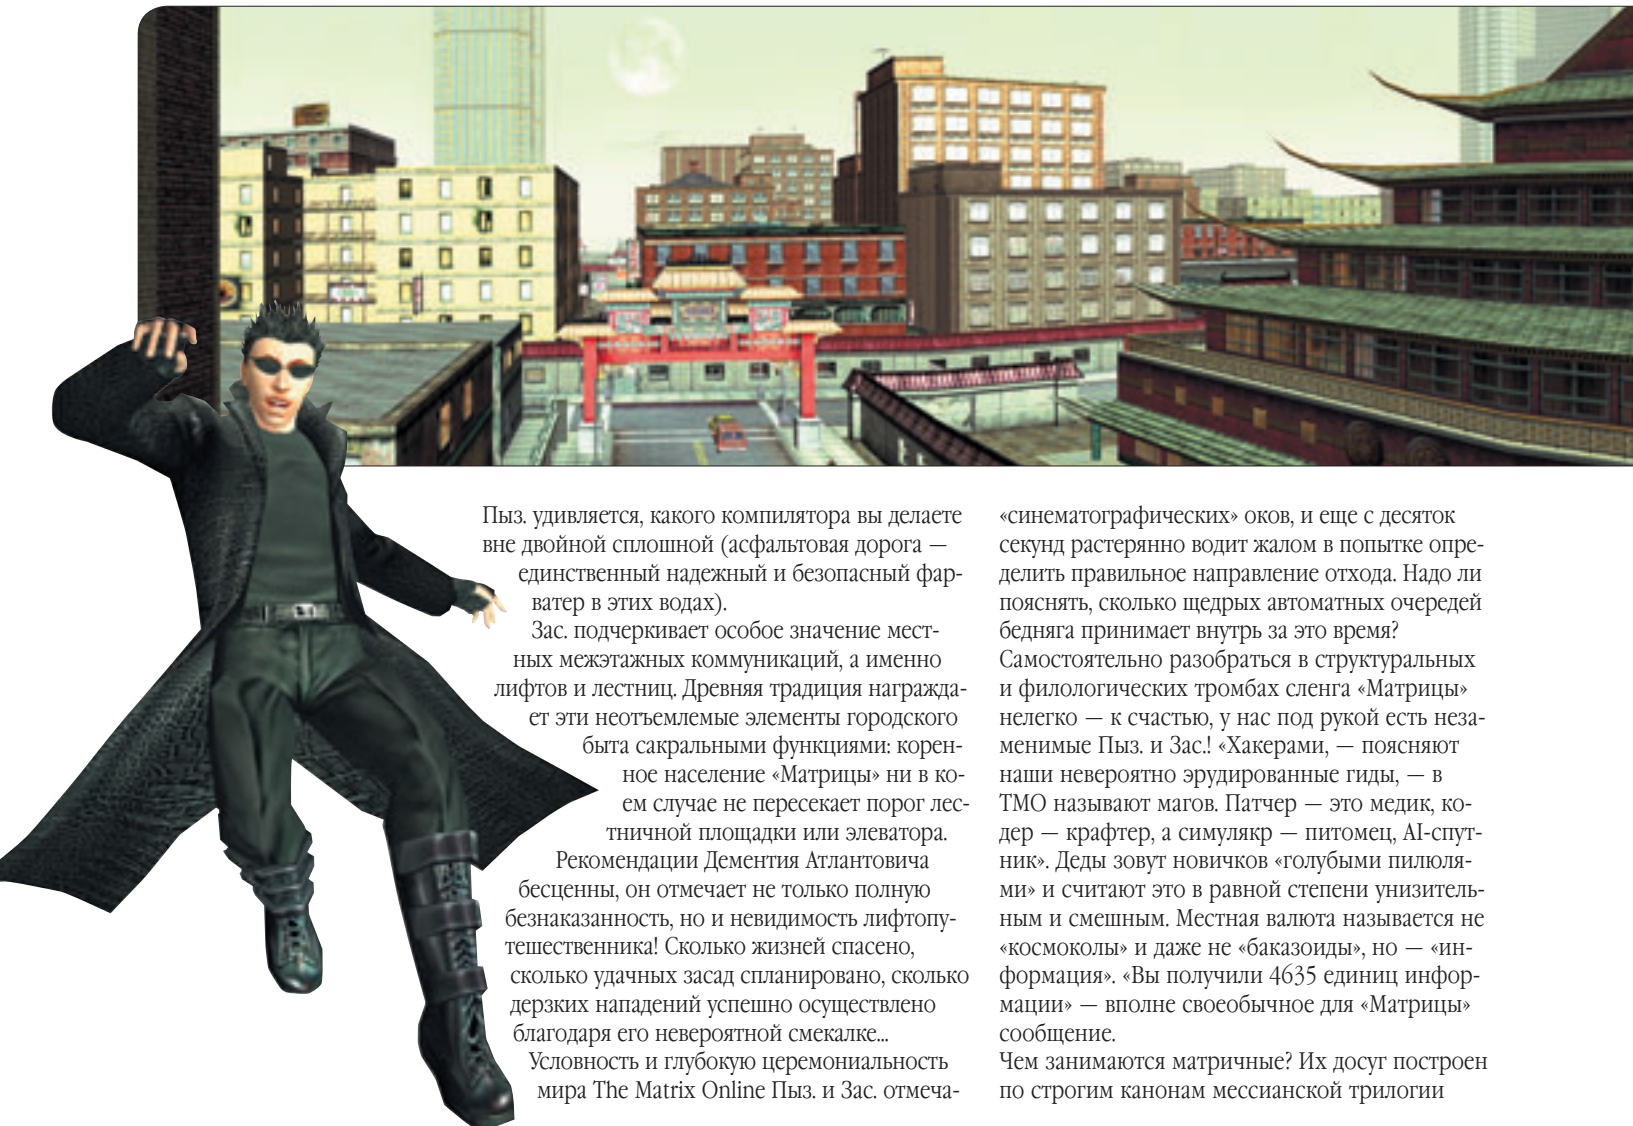 Пыз. удивляется, какого компилятора вы делаете
вне двойной сплошной (асфальтовая дорога —
единственный надежный и безопасный фар-
ватер в этих водах).
Зас. подчеркивает особое значение мест-
ных межэтажных коммуникаций, а именно
лифтов и лестниц. Древняя традиция награжда-
ет эти неотъемлемые элементы городского
быта сакральными функциями: корен-
ное население «Матрицы» ни в ко-
ем случае не пересекает порог лес-
тничной площадки или элеватора.
Рекомендации Дементия Атлантовича
бесценны, он отмечает не только полную
безнаказанность, но и невидимость лифтопу-
тешественника! Сколько жизней спасено,
сколько удачных засад спланировано, сколько
дерзких нападений успешно осуществлено
благодаря его невероятной смекалке...
Условность и глубокую церемониальность
мира The Matrix Online Пыз. и Зас. отмеча-
«синематографических» оков, и еще с десяток
секунд растерянно водит жалом в попытке опре-
делить правильное направление отхода. Надо ли
пояснять, сколько щедрых автоматных очередей
бедняга принимает внутрь за это время?
Самостоятельно разобраться в структуральных
и филологических тромбах сленга «Матрицы»
нелегко — к счастью, у нас под рукой есть неза-
менимые Пыз. и Зас.! «Хакерами, — поясняют
наши невероятно эрудированные гиды, — в
ТМО называют магов. Патчер — это медик, ко-
дер — крафтер, а симулякр — питомец, AI-спут-
ник». Деды зовут новичков «голубыми пилюля-
ми» и считают это в равной степени унизитель-
ным и смешным. Местная валюта называется не
«космоколы» и даже не «баказоиды», но — «ин-
формация». «Вы получили 4635 единиц инфор-
мации» — вполне своеобычное для «Матрицы»
сообщение.
Чем занимаются матричные? Их досуг построен
по строгим канонам мессианской трилогии